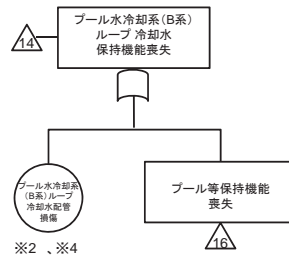 プール水冷却系(B系)
ループ 冷却水
保持機能喪失
14
プール水冷却系
(B系)ループ
冷却水配管
損傷
※2 、※4
プール等保持機能
喪失
16